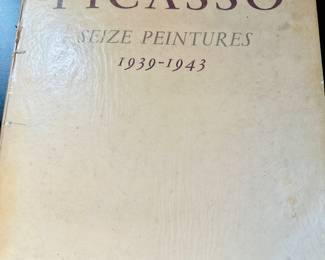 PICASSO
SEIZE PEINTURES
1939-1943